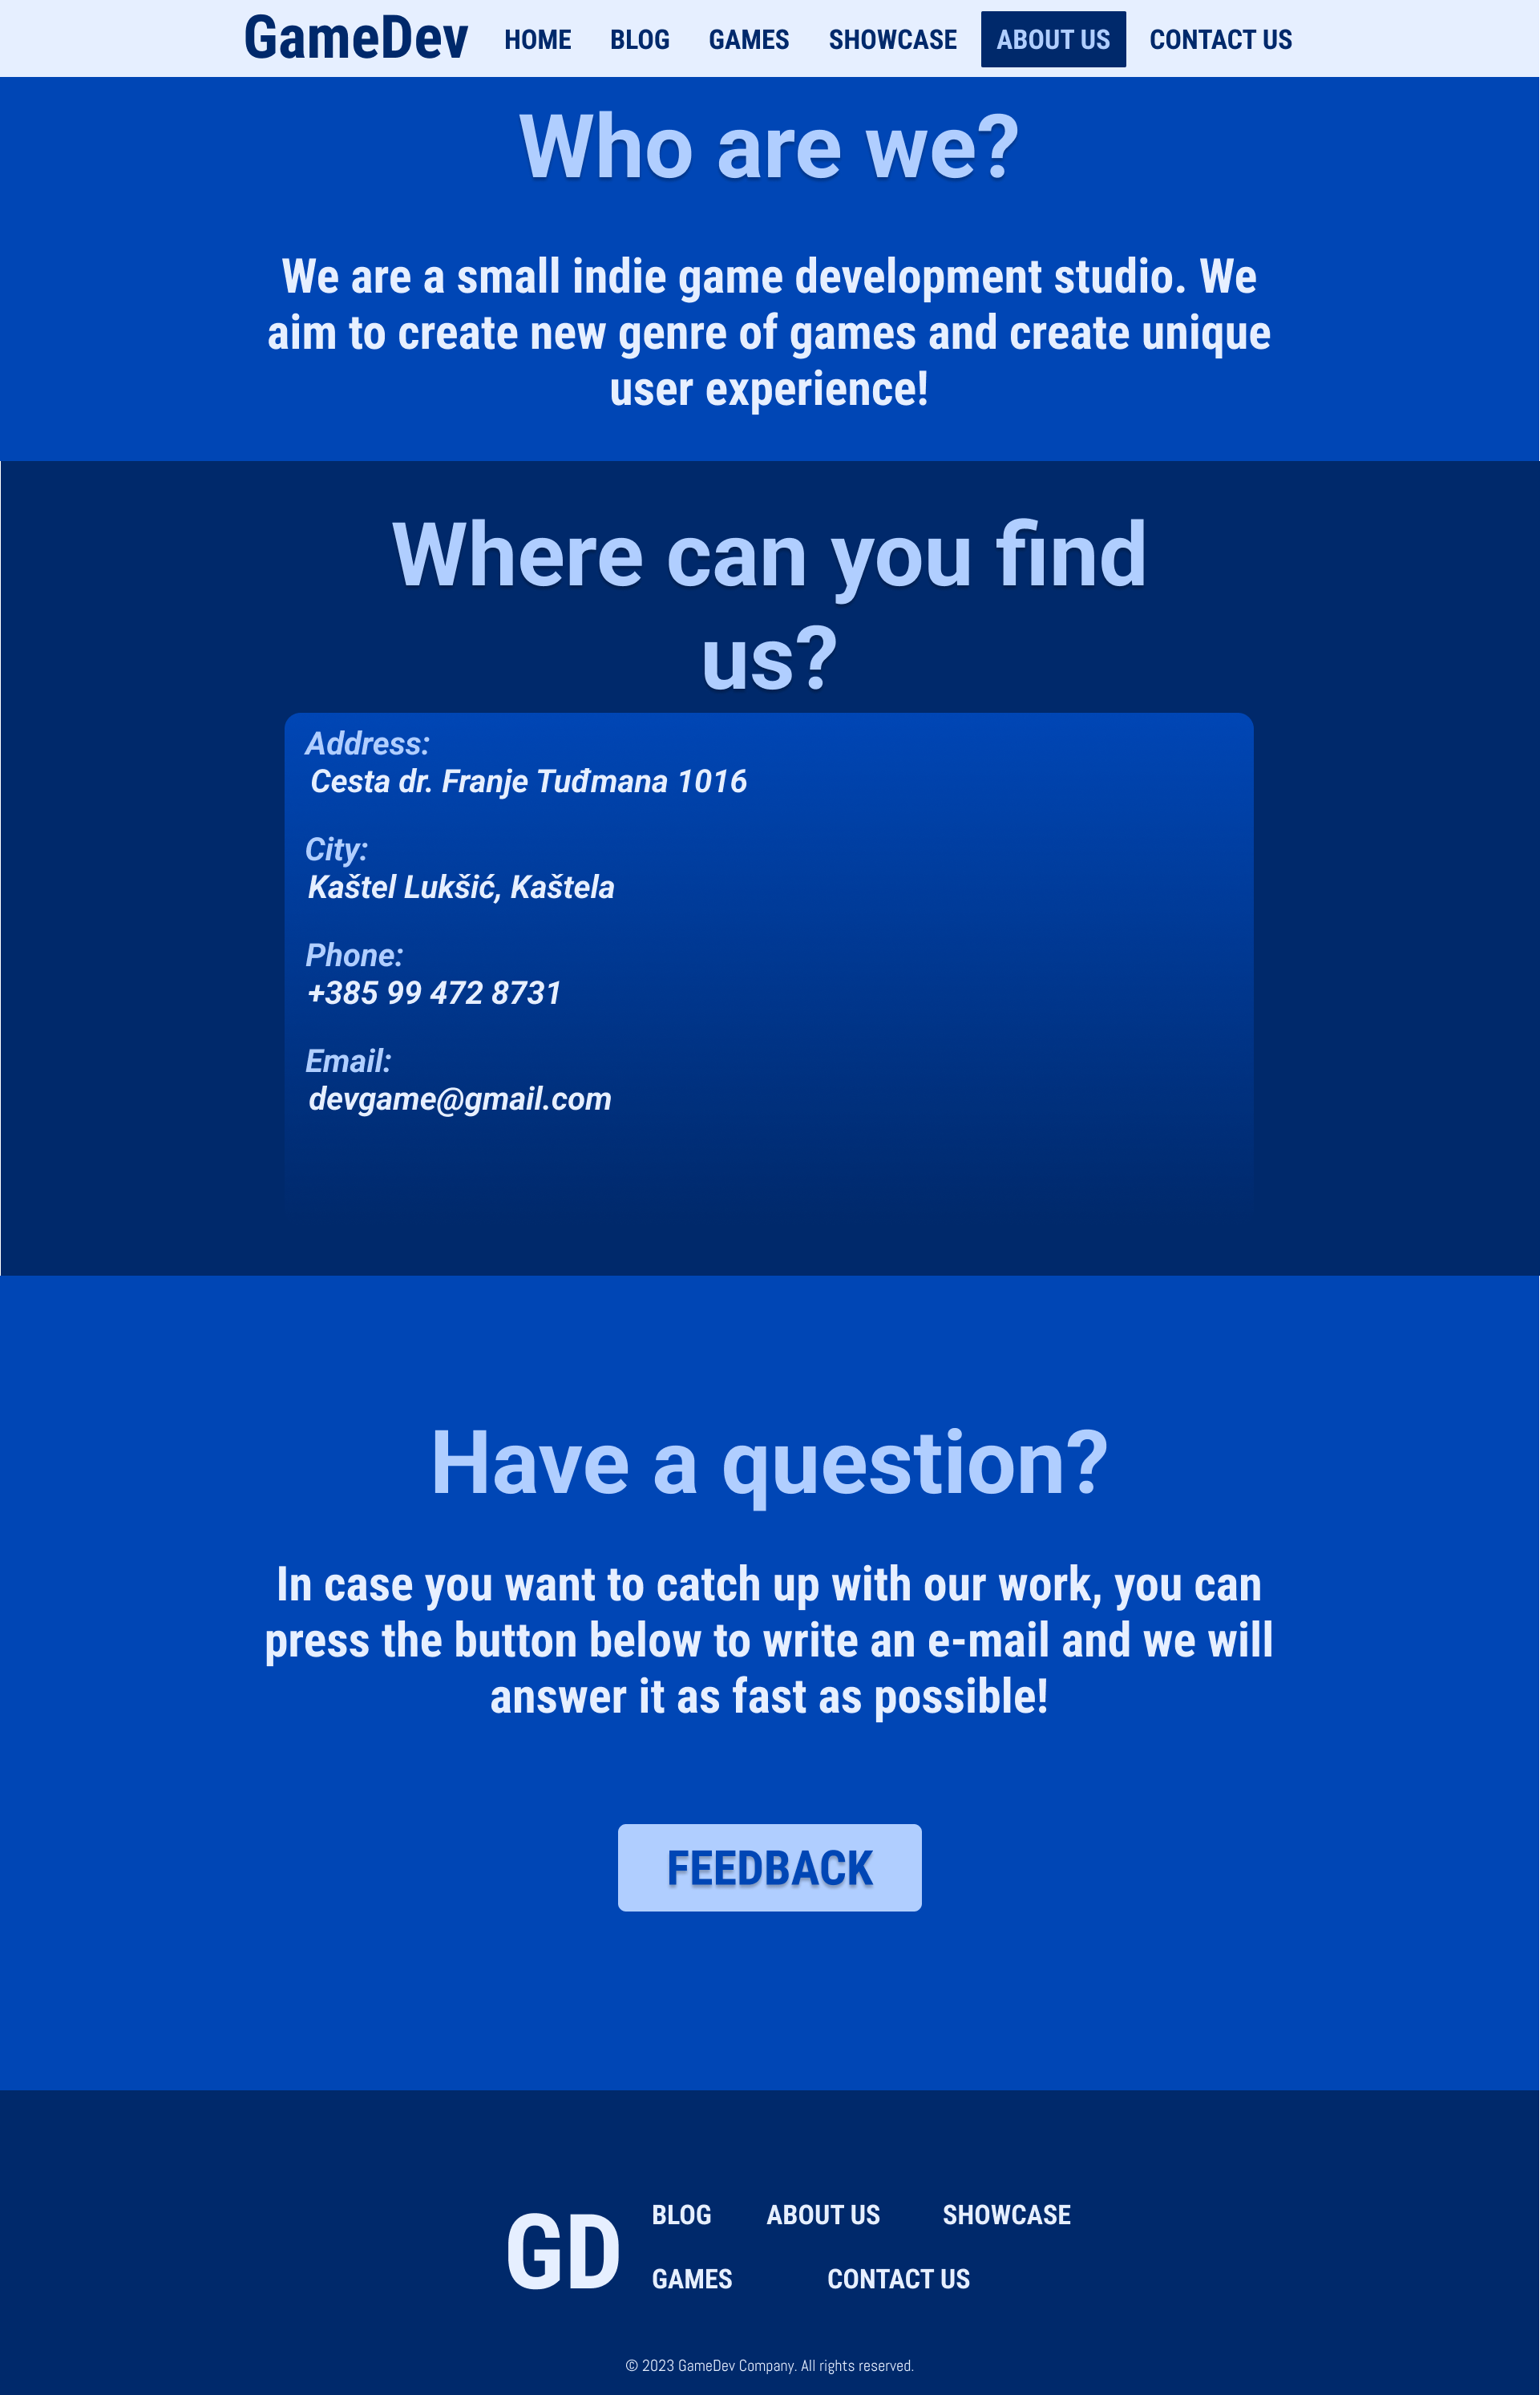 GameDev HOME BLOG GAMES SHOWCASE ABOUT US CONTACT US
Who are we?
We are a small indie game development studio. We
aim to create new genre of games and create unique
user experience!
Where can you find
us?
Address:
Cesta dr. Franje Tuđmana 1016
City:
Kaštel Lukšić, Kaštela
Phone:
+385 99 472 8731
Email:
devgame@gmail.com
Have a question?
In case you want to catch up with our work, you can
press the button below to write an e-mail and we will
answer it as fast as possible!
FEEDBACK
GD
BLOG ABOUT US SHOWCASE
GAMES CONTACT US
© 2023 GameDev Company. All rights reserved.